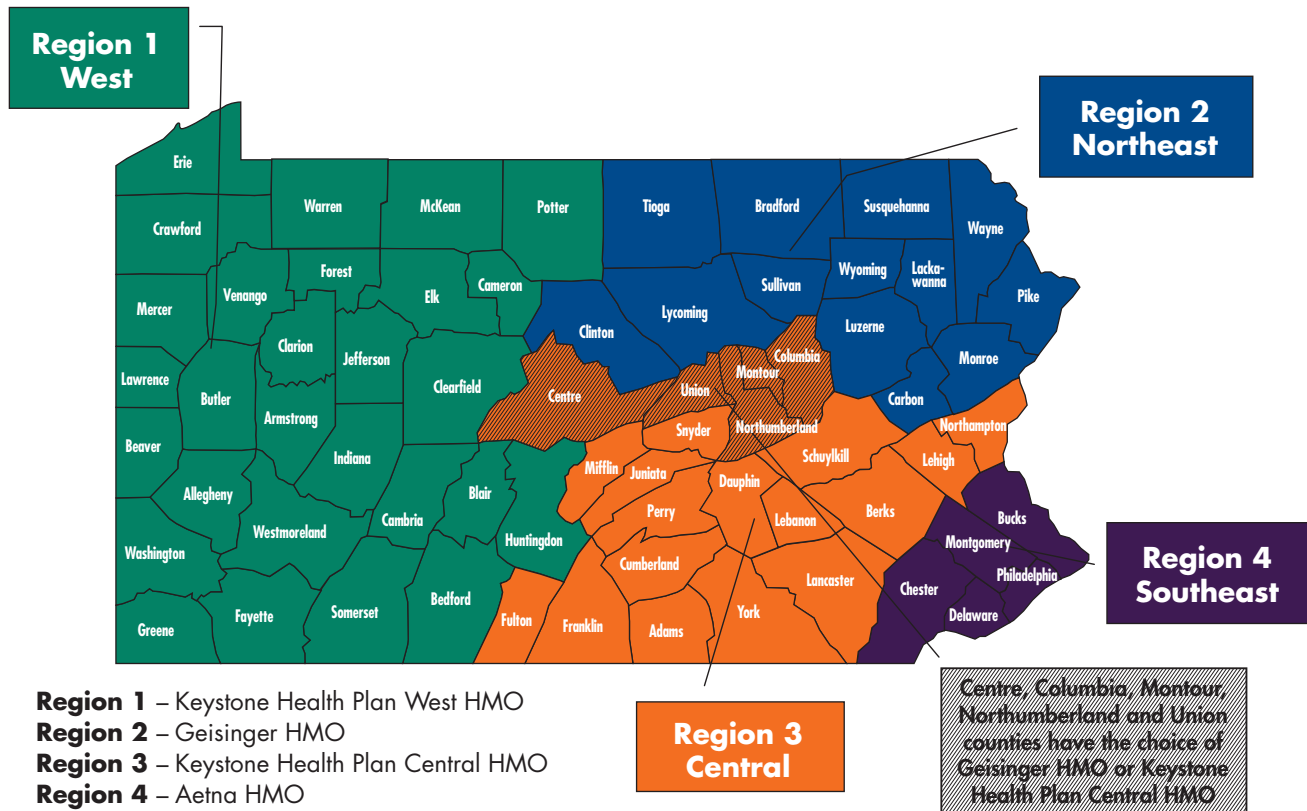 Region 1
West
Region 2
Northeast
Erie
Warren
McKean
Potter
Tioga
Bradford
Susquehanna
Wayne
Crawford
Forest
Venango
Elk
Cameron
Sullivan
Wyoming
Lacka-
wanna
Pike
Mercer
Clarion
Jefferson
Clinton
Lycoming
Luzerne
Monroe
Lawrence
Butler
Armstrong
Clearfield
Centre
Union
Montour
Columbia
Carbon
Northumberland
Northampton
Beaver
Indiana
Snyder
Schuylkill
Lehigh
Allegheny
Mifflin
Juniata
Dauphin
Blair
Cambria
Westmoreland
Perry
Lebanon
Berks
Bucks
Washington
Huntingdon
Cumberland
Montgomery
Philadelphia
Lancaster
Chester
Delaware
Greene
Fayette
Somerset
Bedford
Fulton
Franklin
Adams
York
Region 4
Southeast
Region 1 – Keystone Health Plan West HMO
Region 2 – Geisinger HMO
Region 3 – Keystone Health Plan Central HMO
Region 4 – Aetna HMO
Region 3
Central
Centre, Columbia, Montour,
Northumberland and Union
counties have the choice of
Geisinger HMO or Keystone
Health Plan Central HMO